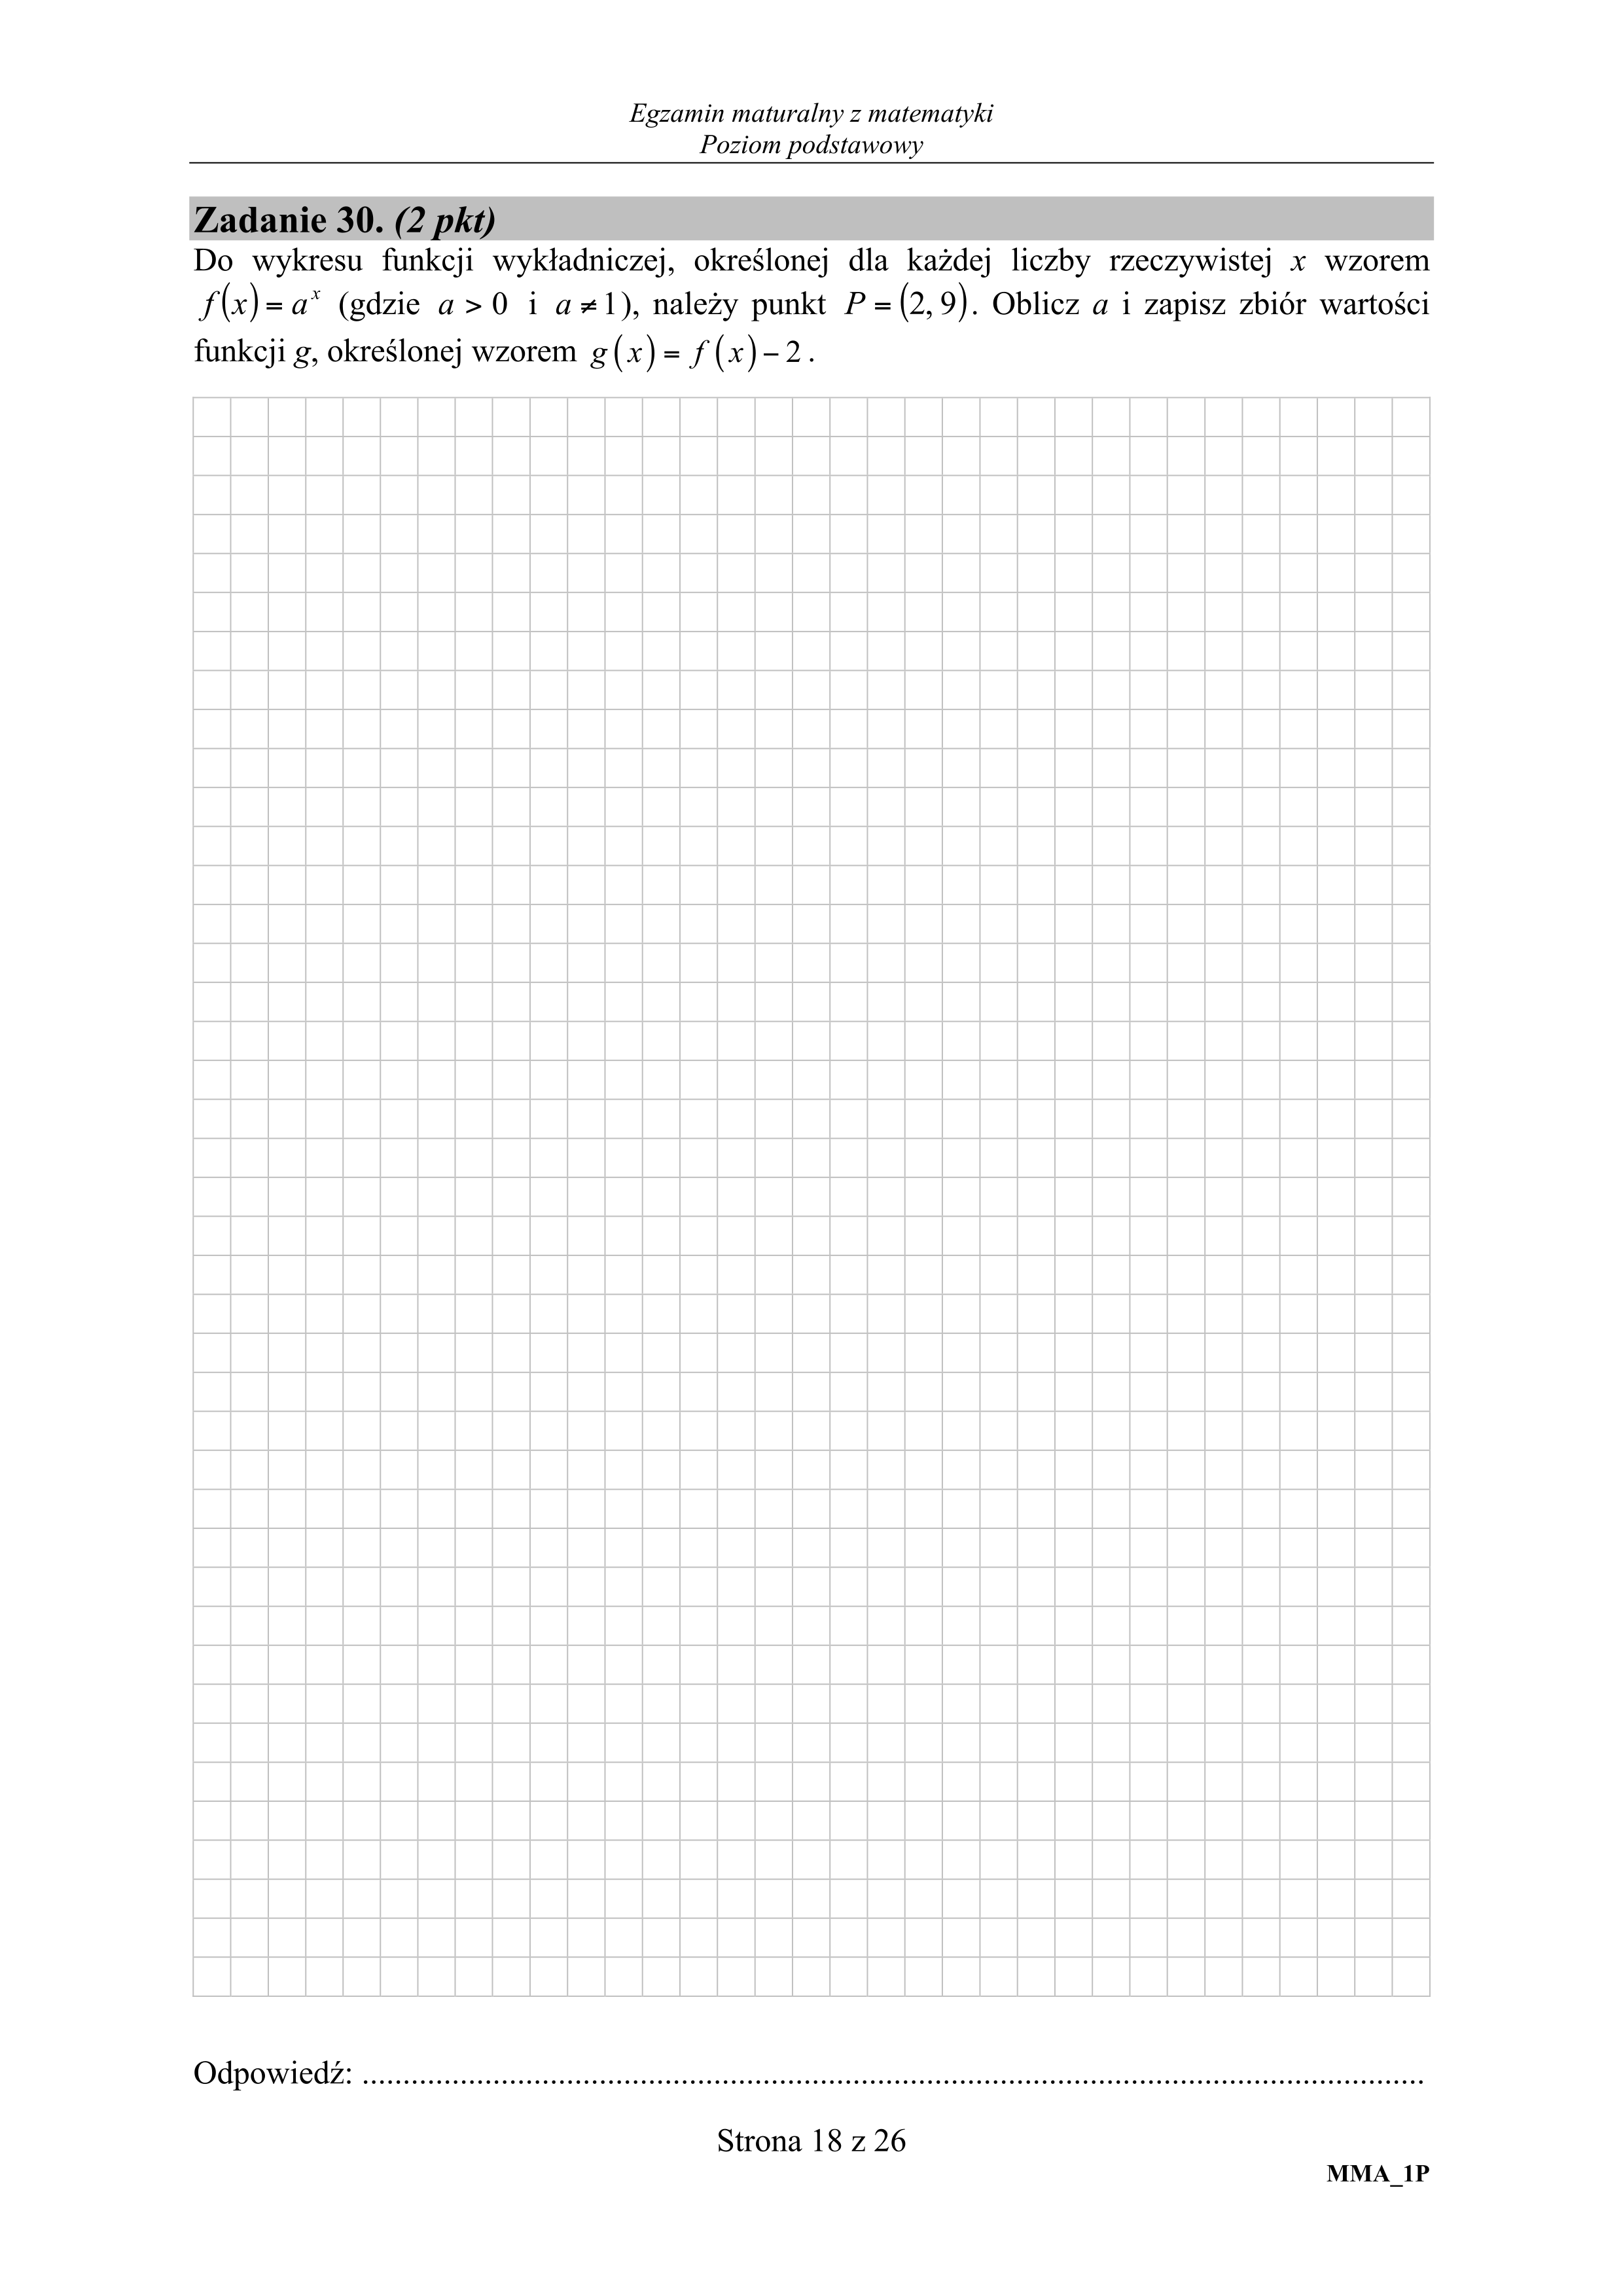 Egzamin maturalny z matematyki
Poziom podstawowy
Zadanie 30. (2 pkt)
Do wykresu funkcji wykładniczej, określonej dla każdej liczby rzeczywistej x wzorem
f(x) = a^x (gdzie a > 0 i a ≠ 1), należy punkt P = (2, 9). Oblicz a i zapisz zbiór wartości
funkcji g, określonej wzorem g(x) = f(x) − 2.
Odpowiedź: ................................................................................................................................
Strona 18 z 26
MMA_1P